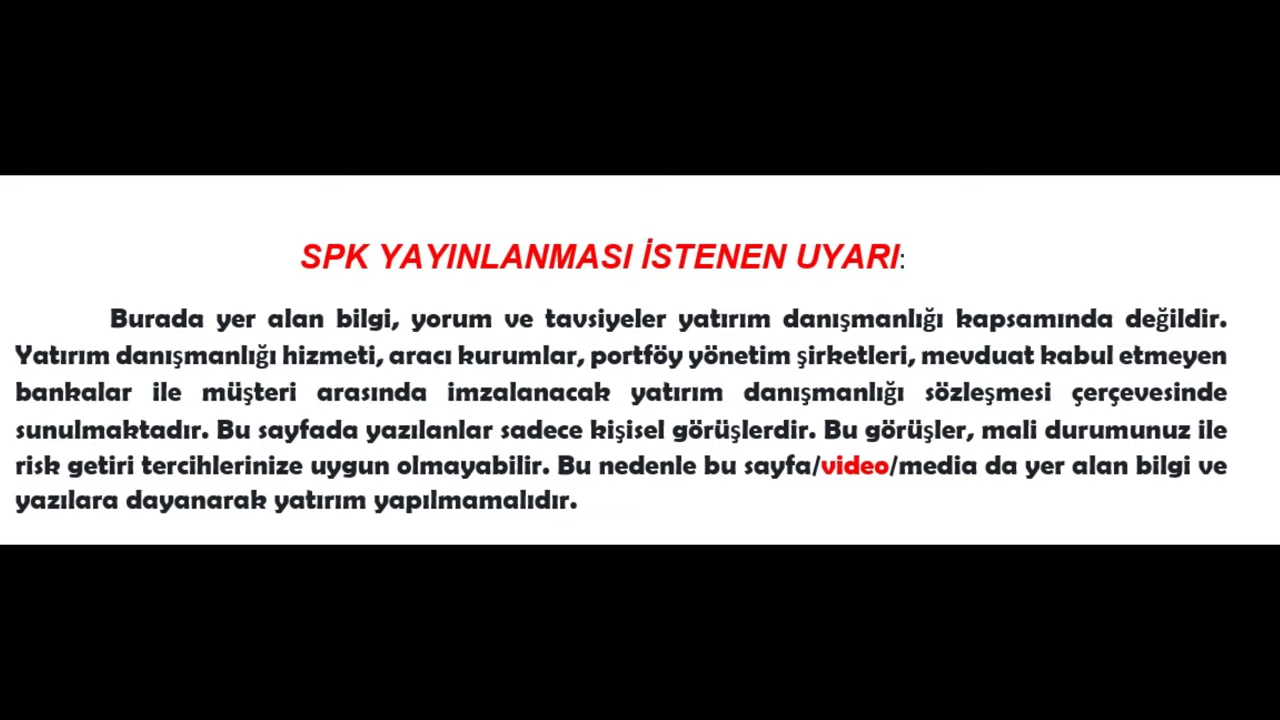 SPK YAYINLANMASI İSTENEN UYARI:
Burada yer alan bilgi, yorum ve tavsiyeler yatırım danışmanlığı kapsamında değildir.
Yatırım danışmanlığı hizmeti, aracı kurumlar, portföy yönetim şirketleri, mevduat kabul etmeyen
bankalar ile müşteri arasında imzalanacak yatırım danışmanlığı sözleşmesi çerçevesinde
sunulmaktadır. Bu sayfada yazılanlar sadece kişisel görüşlerdir. Bu görüşler, mali durumunuz ile
risk getiri tercihlerinize uygun olmayabilir. Bu nedenle bu sayfa/video/media da yer alan bilgi ve
yazılara dayanarak yatırım yapılmamalıdır.